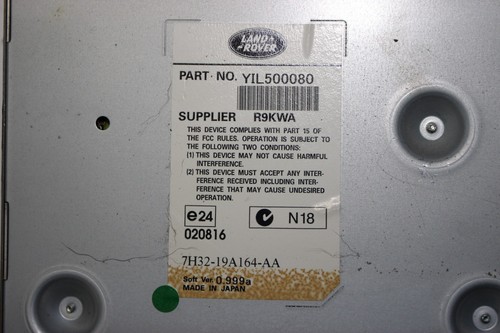 LAND
ROVER
PART NO. YIL500080
SUPPLIER R9KWA
THIS DEVICE COMPLIES WITH PART 15 OF
THE FCC RULES. OPERATION IS SUBJECT TO
THE FOLLOWING TWO CONDITIONS:
(1) THIS DEVICE MAY NOT CAUSE HARMFUL
INTERFERENCE.
(2) THIS DEVICE MUST ACCEPT ANY INTER-
FERENCE RECEIVED INCLUDING INTER-
FERENCE THAT MAY CAUSE UNDESIRED
OPERATION.
e24 N18
020816
7H32-19A164-AA
Soft Ver. 0.999a
MADE IN JAPAN